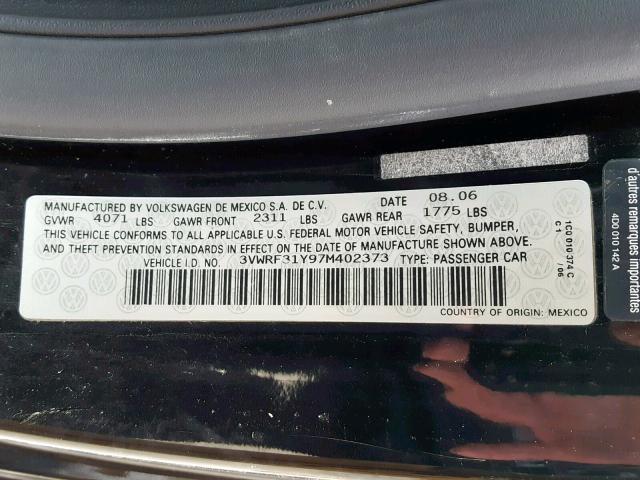 MANUFACTURED BY VOLKSWAGEN DE MEXICO S.A. DE C.V. DATE 08.06
GVWR 4071 LBS GAWR FRONT 2311 LBS GAWR REAR 1775 LBS
THIS VEHICLE CONFORMS TO ALL APPLICABLE U.S. FEDERAL MOTOR VEHICLE SAFETY, BUMPER,
AND THEFT PREVENTION STANDARDS IN EFFECT ON THE DATE OF MANUFACTURE SHOWN ABOVE.
VEHICLE I.D. NO. 3VWRF31Y97M402373 TYPE: PASSENGER CAR
COUNTRY OF ORIGIN: MEXICO
1C0 010 374 C
C1 /06
4D0 010 142 A
d'autres remarques importantes